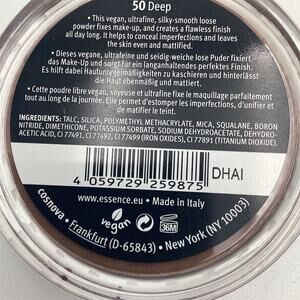 50 Deep
• This vegan, ultrafine, silky-smooth loose
powder fixes make-up, and creates a flawless finish
all day long. It helps to conceal imperfections and leaves
the skin even and mattified.
• Dieses vegane, ultrafeine und seidig-weiche lose Puder fixiert
das Make-Up und sorgt für ein langanhaltendes perfektes Finish.
Es hilft dabei Hautunregelmäßigkeiten zu kaschieren und hinterlässt
die Haut ebenmäßig und mattiert.
• Cette poudre libre vegan, soyeuse et ultrafine fixe le maquillage parfaitement
tout au long de la journée. Elle permet d'estomper les imperfections, d'unifier et
de matifier le teint.
INGREDIENTS: TALC, SILICA, POLYMETHYL METHACRYLATE, MICA, SQUALANE, BORON
NITRIDE, DIMETHICONE, POTASSIUM SORBATE, SODIUM DEHYDROACETATE, DEHYDRO-
ACETIC ACID, CI 77491, CI 77492, CI 77499 (IRON OXIDES), CI 77891 (TITANIUM DIOXIDE).
4 059729 259875
DHAI
www.essence.eu • Made in Italy
vegan
36M
cosnova • Frankfurt (D-65843) • New York (NY 10003)